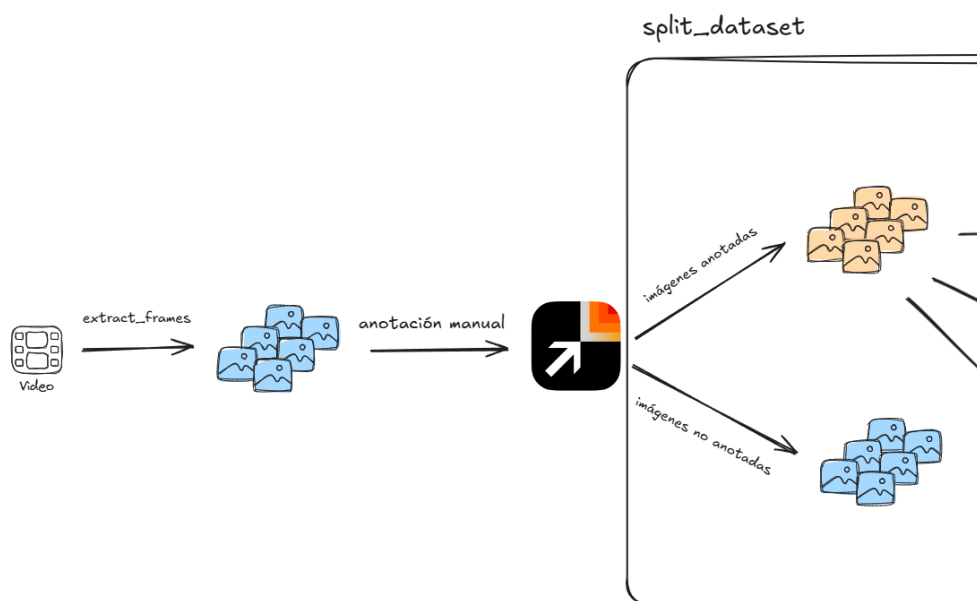 split_dataset
imágenes anotadas
extract_frames
anotación manual
Video
imágenes no anotadas